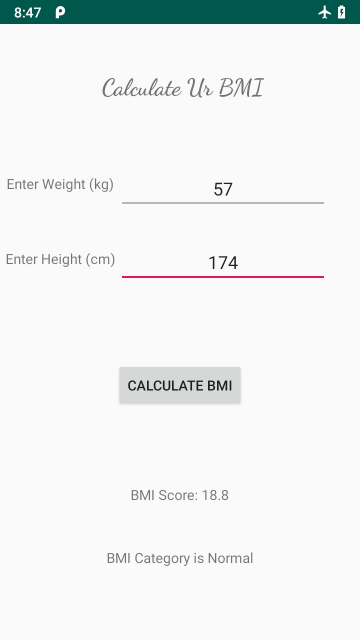 8:47
Calculate Ur BMI
Enter Weight (kg) 57
Enter Height (cm) 174
CALCULATE BMI
BMI Score: 18.8
BMI Category is Normal